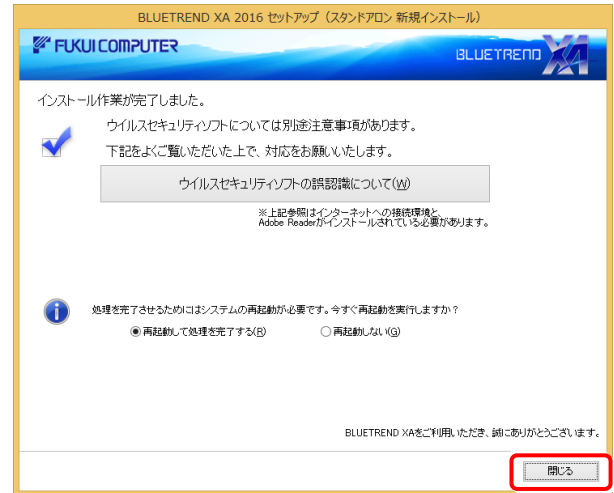 BLUETREND XA 2016 セットアップ（スタンドアロン 新規インストール）
FUKUI COMPUTER
BLUETREND XA
インストール作業が完了しました。
ウイルスセキュリティソフトについては別途注意事項があります。
下記をよくご覧いただいた上で、対応をお願いいたします。
ウイルスセキュリティソフトの誤認識について(W)
※上記参照はインターネットへの接続環境と、
Adobe Readerがインストールされている必要があります。
処理を完了させるためにはシステムの再起動が必要です。今すぐ再起動を実行しますか？
再起動して処理を完了する(R) 再起動しない(G)
BLUETREND XAをご利用いただき、誠にありがとうございます。
閉じる